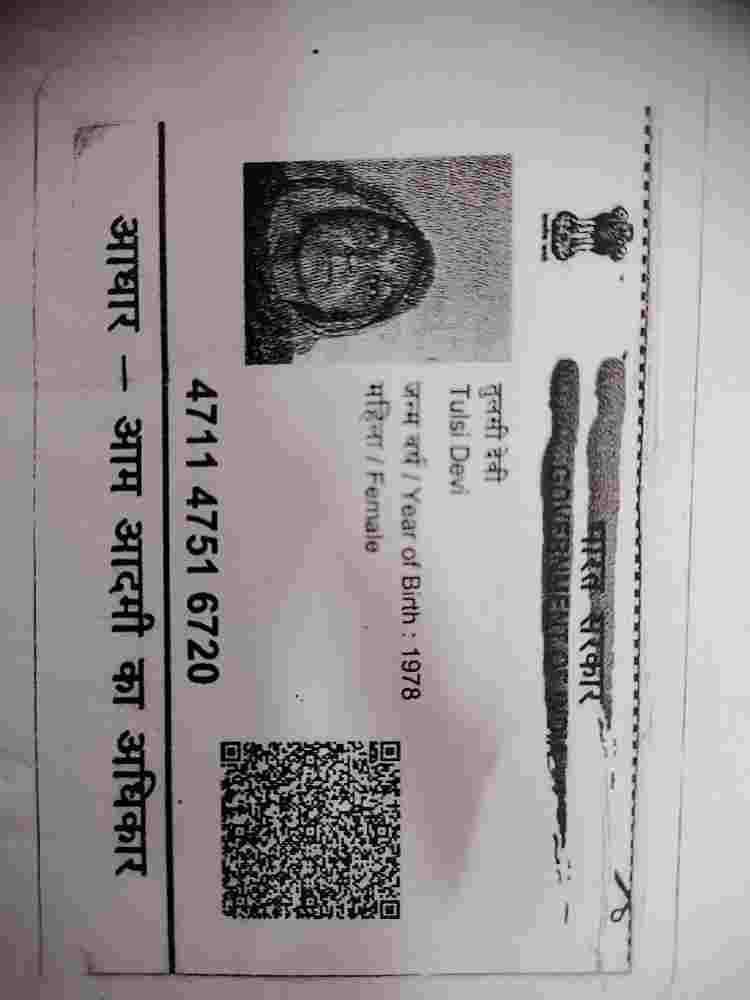 भारत सरकार
GOVERNMENT OF
तुलसी देवी
Tulsi Devi
जन्म वर्ष / Year of Birth : 1978
महिला / Female
4711 4751 6720
आधार – आम आदमी का अधिकार